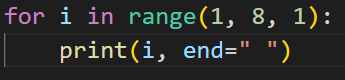 for i in range(1, 8, 1):
    print(i, end=" ")